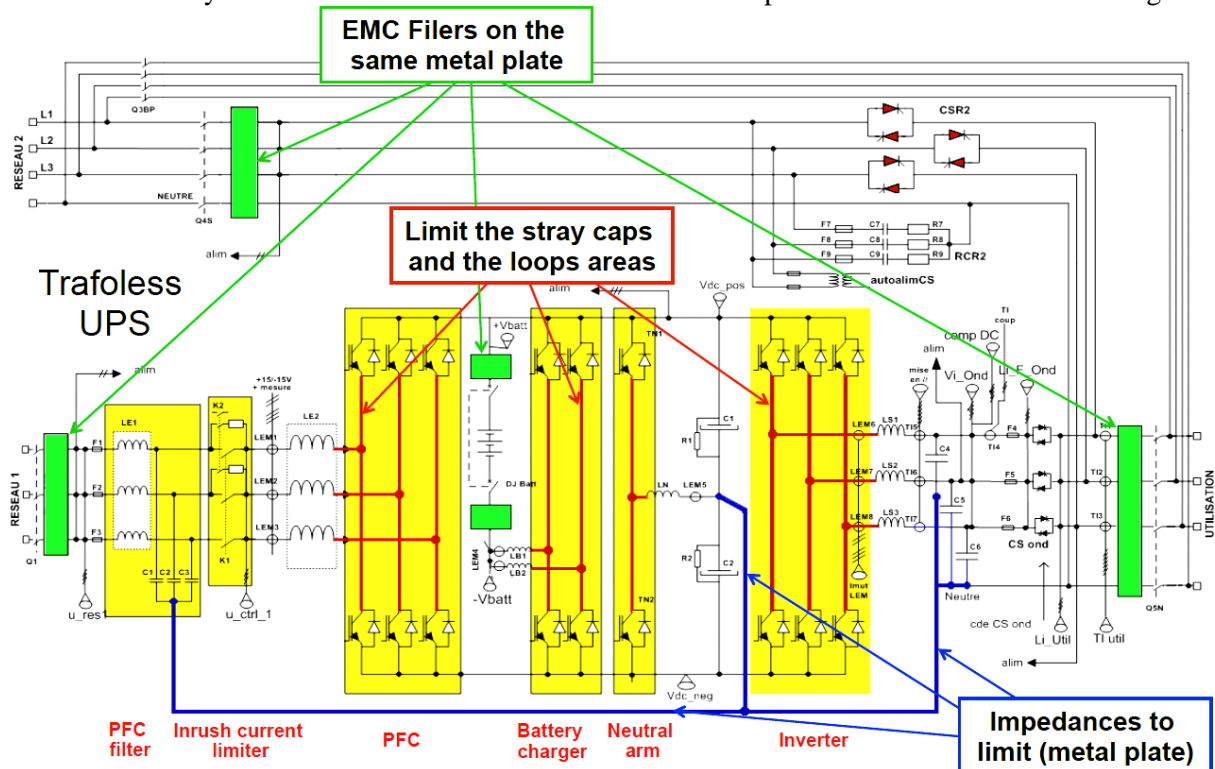 EMC Filers on the
same metal plate
Q3BP
L1
L2
L3
RESEAU 2
NEUTRE
Q4S
alim
CSR2
F7 C7 R7
F8 C8 R8
F9 C9 R9
RCR2
autoalimCS
Limit the stray caps
and the loops areas
Trafoless
UPS
alim
alim
Vdc_pos
+Vbatt
TN1
TI
coup
comp DC
alim
mise
en //
Vi_Ond
+15/-15V
+ mesure
K2
LE1
LE2
C1
R1
F1
F2
F3
LEM1
LEM2
LEM3
RESEAU 1
Q1
C1 C2 C3
K1
u_res1
u_ctrl_1
DJ Batt
LEM4
LB1
LB2
-Vbatt
LN
LEM5
R2
C2
TN2
LEM6
LEM7
LEM8
LS1
LS2
LS3
TI5
TI6
TI7
Imut
LEM
C4
C5
C6
TI4
F4
F5
F6
CS ond
TI2
TI3
UTILISATION
Neutre
cde CS ond
Li_Util
TI util
Q5N
alim
Vdc_neg
PFC
filter
Inrush current
limiter
PFC
Battery
charger
Neutral
arm
Inverter
Impedances to
limit (metal plate)